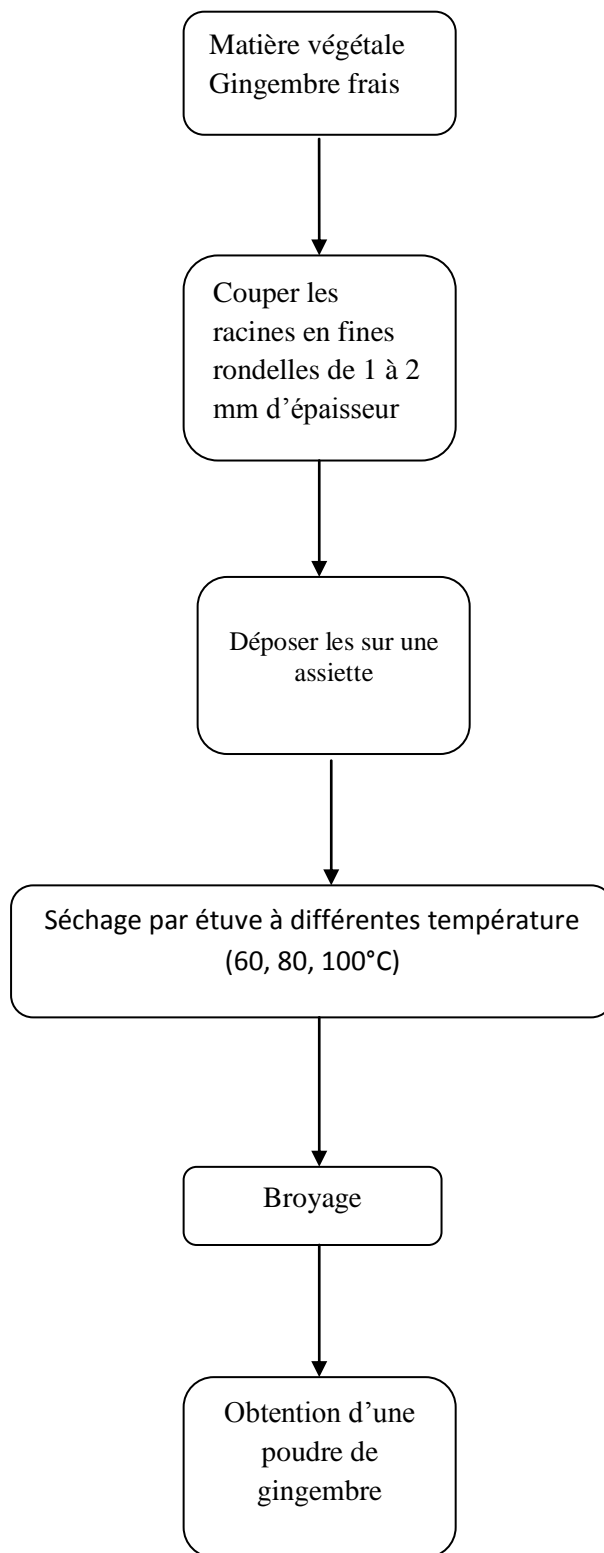 Matière végétale
Gingembre frais
Couper les
racines en fines
rondelles de 1 à 2
mm d’épaisseur
Déposer les sur une
assiette
Séchage par étuve à différentes température
(60, 80, 100°C)
Broyage
Obtention d’une
poudre de
gingembre